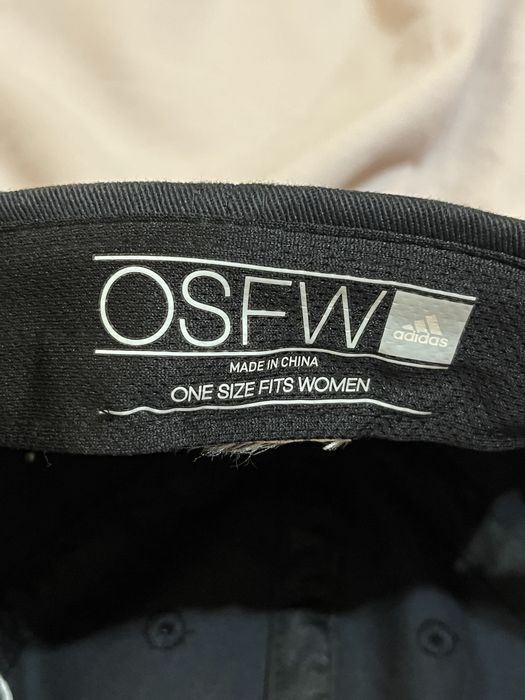 OSFW
adidas
MADE IN CHINA
ONE SIZE FITS WOMEN